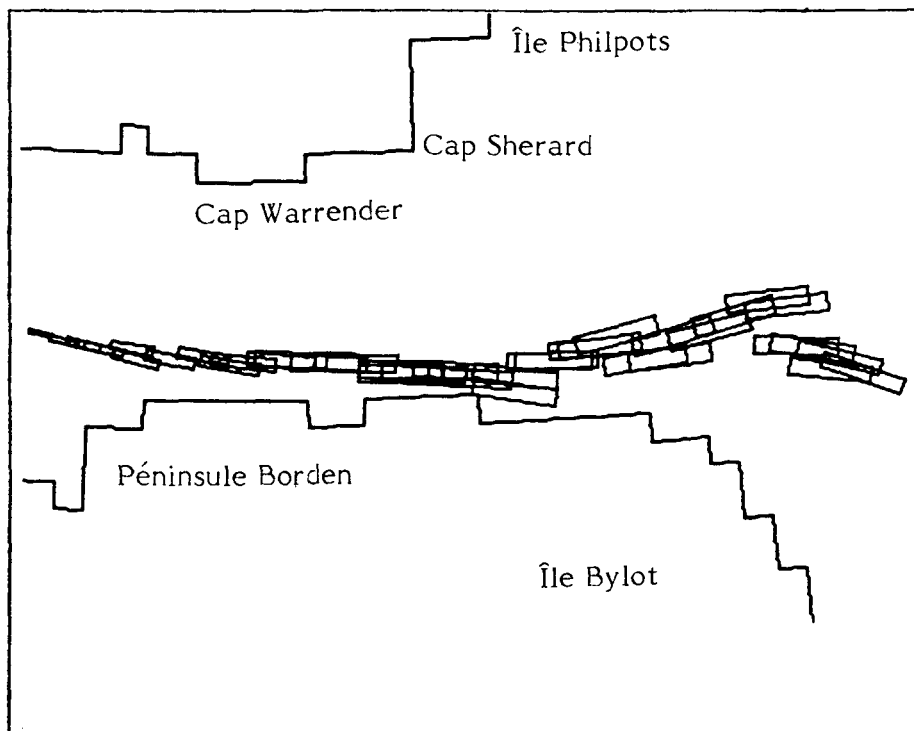 Île Philpots
Cap Sherard
Cap Warrender
Péninsule Borden
Île Bylot